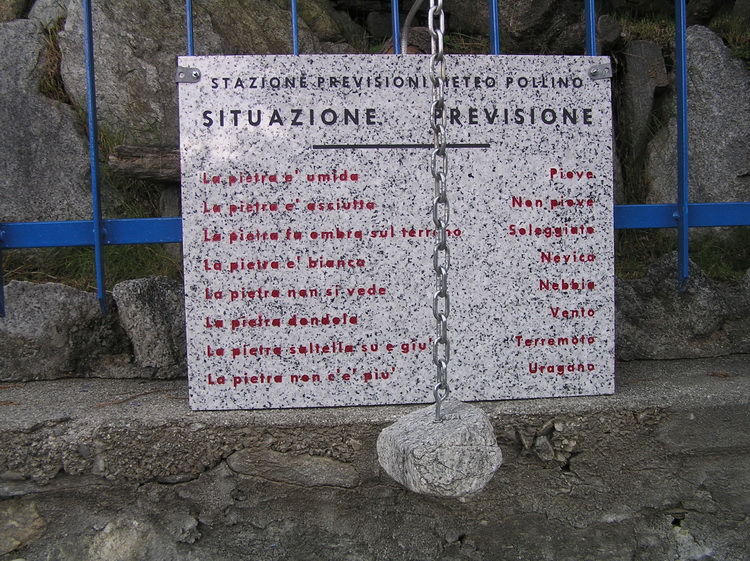 STAZIONE PREVISIONI METEO POLLINO
SITUAZIONE PREVISIONE
La pietra e' umida Piove
La pietra e' asciutta Non piove
La pietra fa ombra sul terreno Soleggiato
La pietra e' bianca Nevica
La pietra non si vede Nebbia
La pietra dondola Vento
La pietra saltella su e giu' Terremoto
La pietra non c'e' piu' Uragano